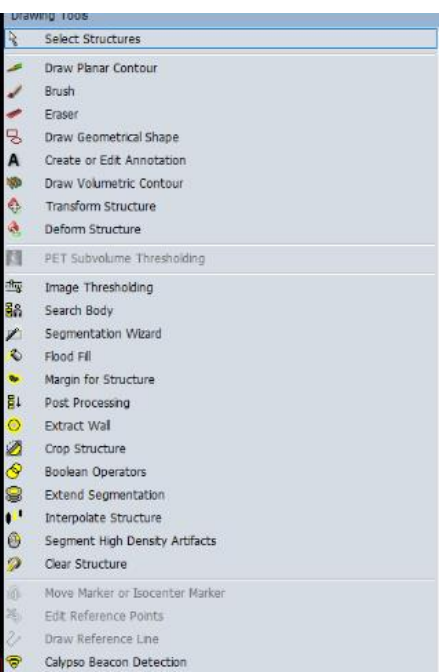 Drawing Tools
Select Structures
Draw Planar Contour
Brush
Eraser
Draw Geometrical Shape
A Create or Edit Annotation
Draw Volumetric Contour
Transform Structure
Deform Structure
PET Subvolume Thresholding
Image Thresholding
Search Body
Segmentation Wizard
Flood Fill
Margin for Structure
Post Processing
Extract Wall
Crop Structure
Boolean Operators
Extend Segmentation
Interpolate Structure
Segment High Density Artifacts
Clear Structure
Move Marker or Isocenter Marker
Edit Reference Points
Draw Reference Line
Calypso Beacon Detection